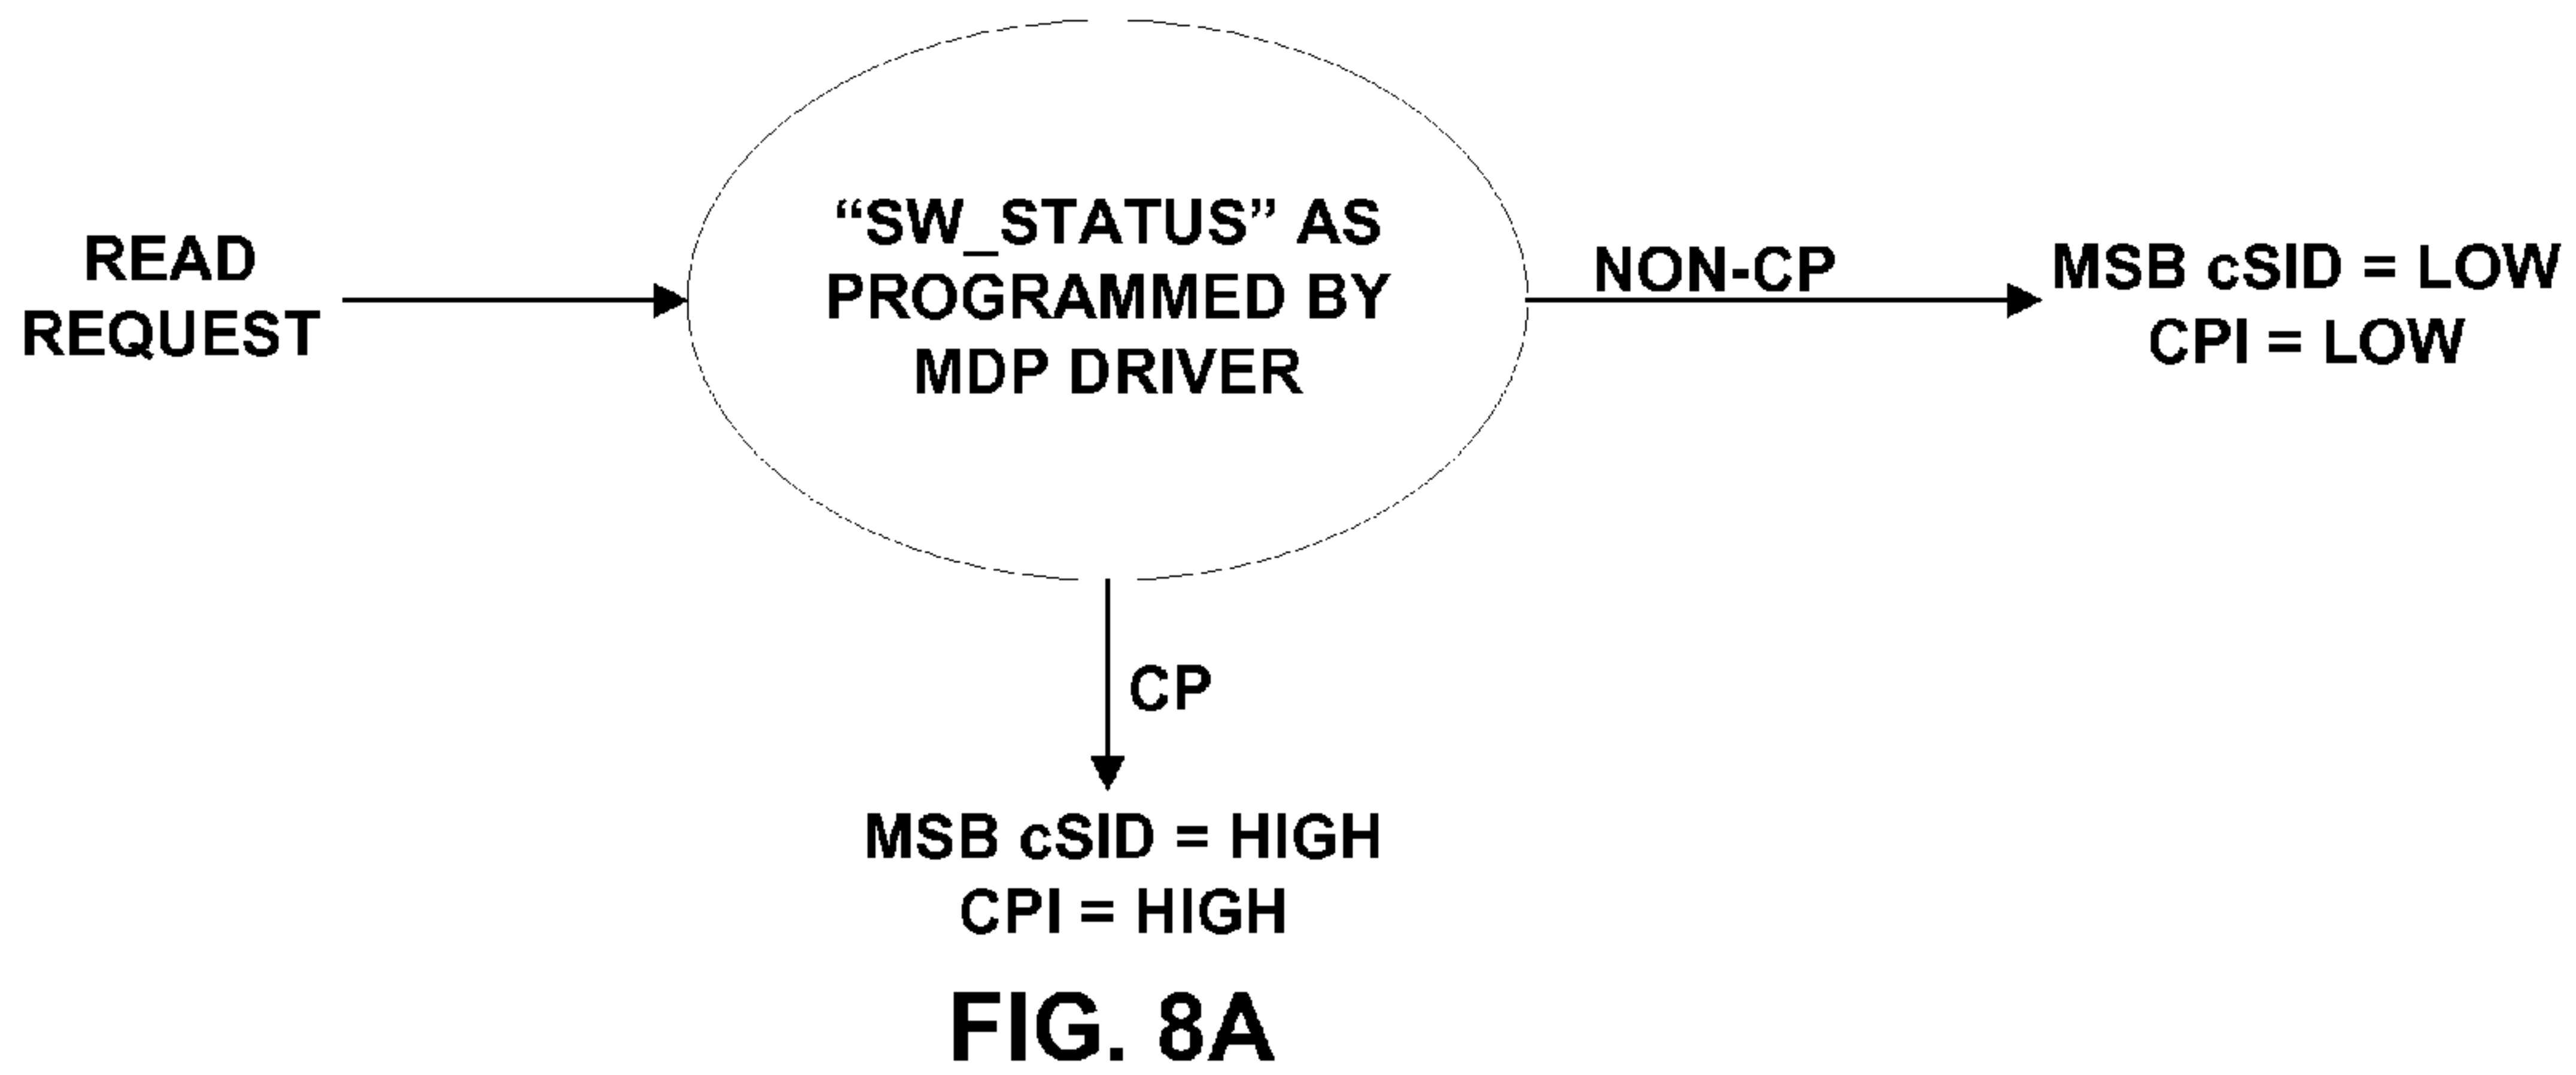 READ
REQUEST
“SW_STATUS” AS
PROGRAMMED BY
MDP DRIVER
NON-CP
MSB cSID = LOW
CPI = LOW
CP
MSB cSID = HIGH
CPI = HIGH
FIG. 8A